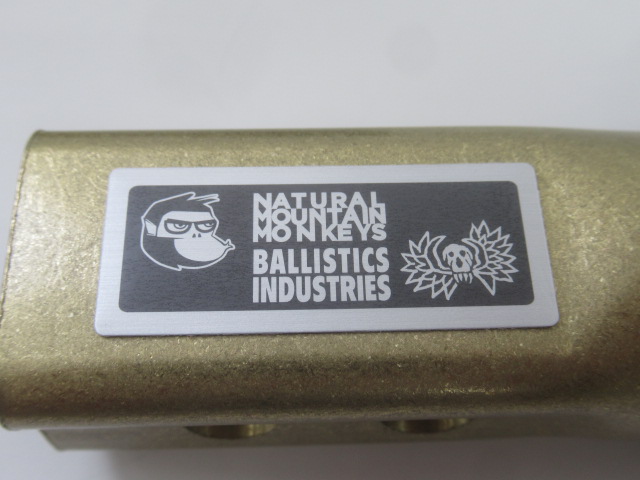 NATURAL
MOUNTAIN
MONKEYS
BALLISTICS
INDUSTRIES